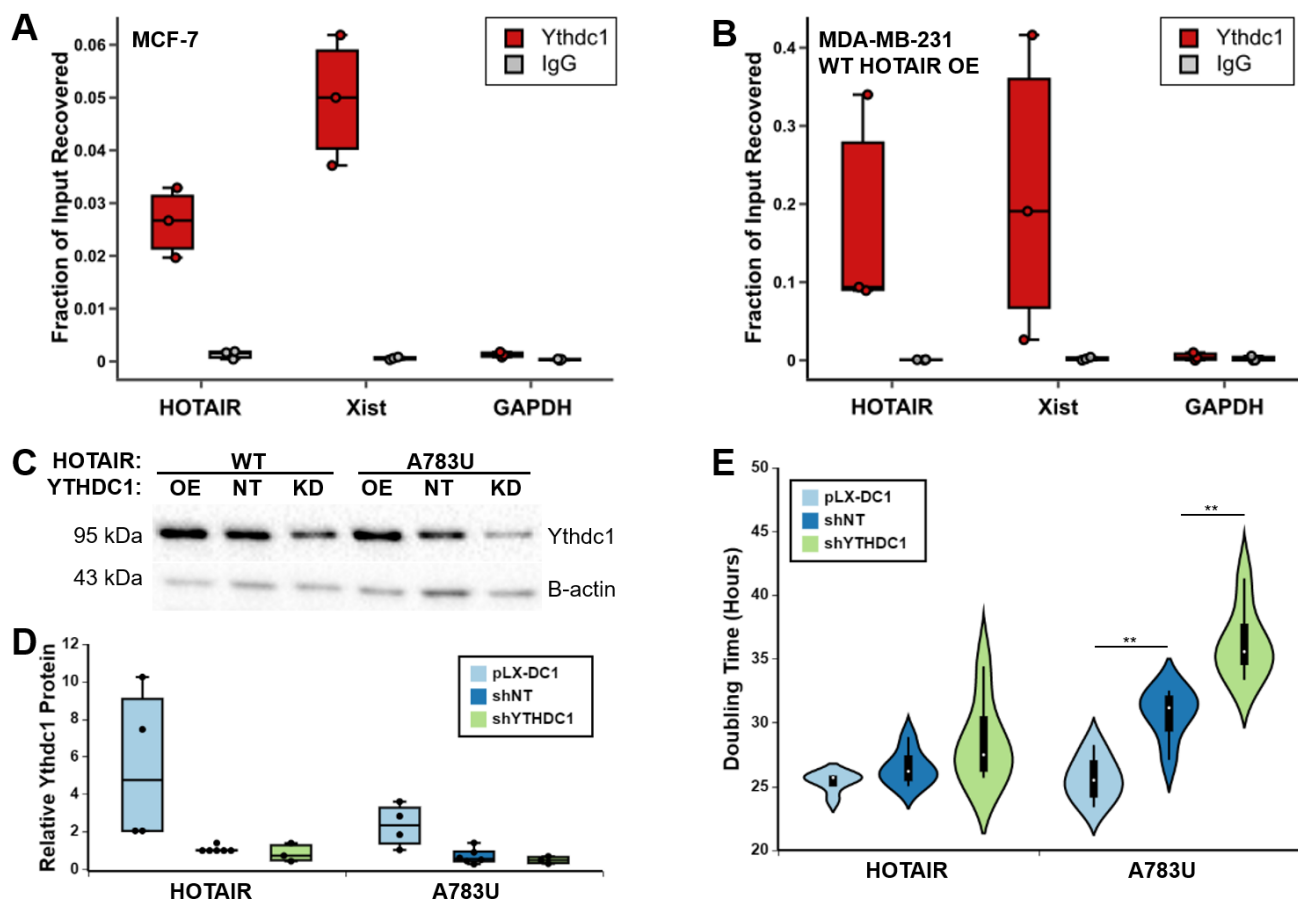 A
MCF-7
Ythdc1
IgG
Fraction of Input Recovered
0.06
0.05
0.04
0.03
0.02
0.01
0
HOTAIR Xist GAPDH
B
MDA-MB-231
WT HOTAIR OE
Ythdc1
IgG
Fraction of Input Recovered
0.4
0.3
0.2
0.1
0
HOTAIR Xist GAPDH
C
HOTAIR: WT A783U
YTHDC1: OE NT KD OE NT KD
95 kDa Ythdc1
43 kDa B-actin
D
pLX-DC1
shNT
shYTHDC1
Relative Ythdc1 Protein
12
10
8
6
4
2
0
HOTAIR A783U
E
pLX-DC1
shNT
shYTHDC1
Doubling Time (Hours)
50
45
40
35
30
25
20
**
**
HOTAIR A783U